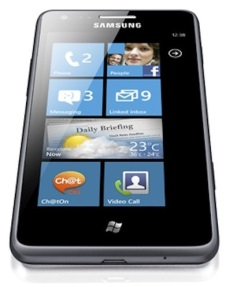 SAMSUNG
12:38
2
Phone
People
3
9
Messaging
Linked inbox
Daily Briefing
23°C
Now
Ch@t
Ch@tOn
Video Call